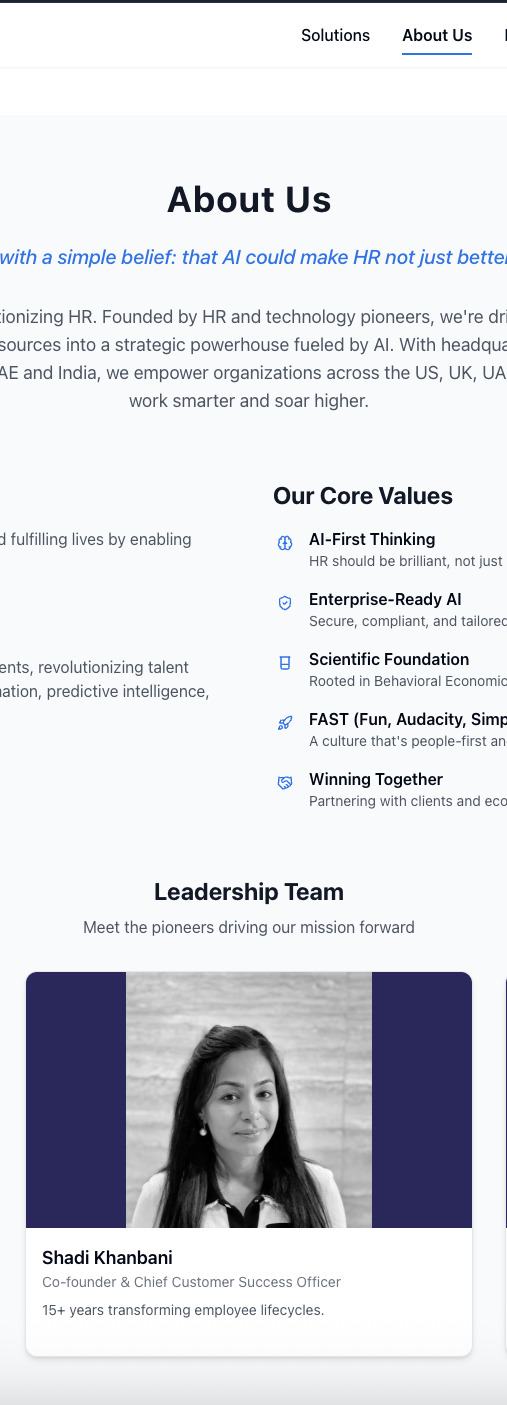 Solutions About Us
About Us
with a simple belief: that AI could make HR not just better
tionizing HR. Founded by HR and technology pioneers, we're dri
sources into a strategic powerhouse fueled by AI. With headqua
AE and India, we empower organizations across the US, UK, UA
work smarter and soar higher.
d fulfilling lives by enabling
ents, revolutionizing talent
nation, predictive intelligence,
Our Core Values
AI-First Thinking
HR should be brilliant, not just
Enterprise-Ready AI
Secure, compliant, and tailored
Scientific Foundation
Rooted in Behavioral Economic
FAST (Fun, Audacity, Simp
A culture that's people-first an
Winning Together
Partnering with clients and eco
Leadership Team
Meet the pioneers driving our mission forward
Shadi Khanbani
Co-founder & Chief Customer Success Officer
15+ years transforming employee lifecycles.